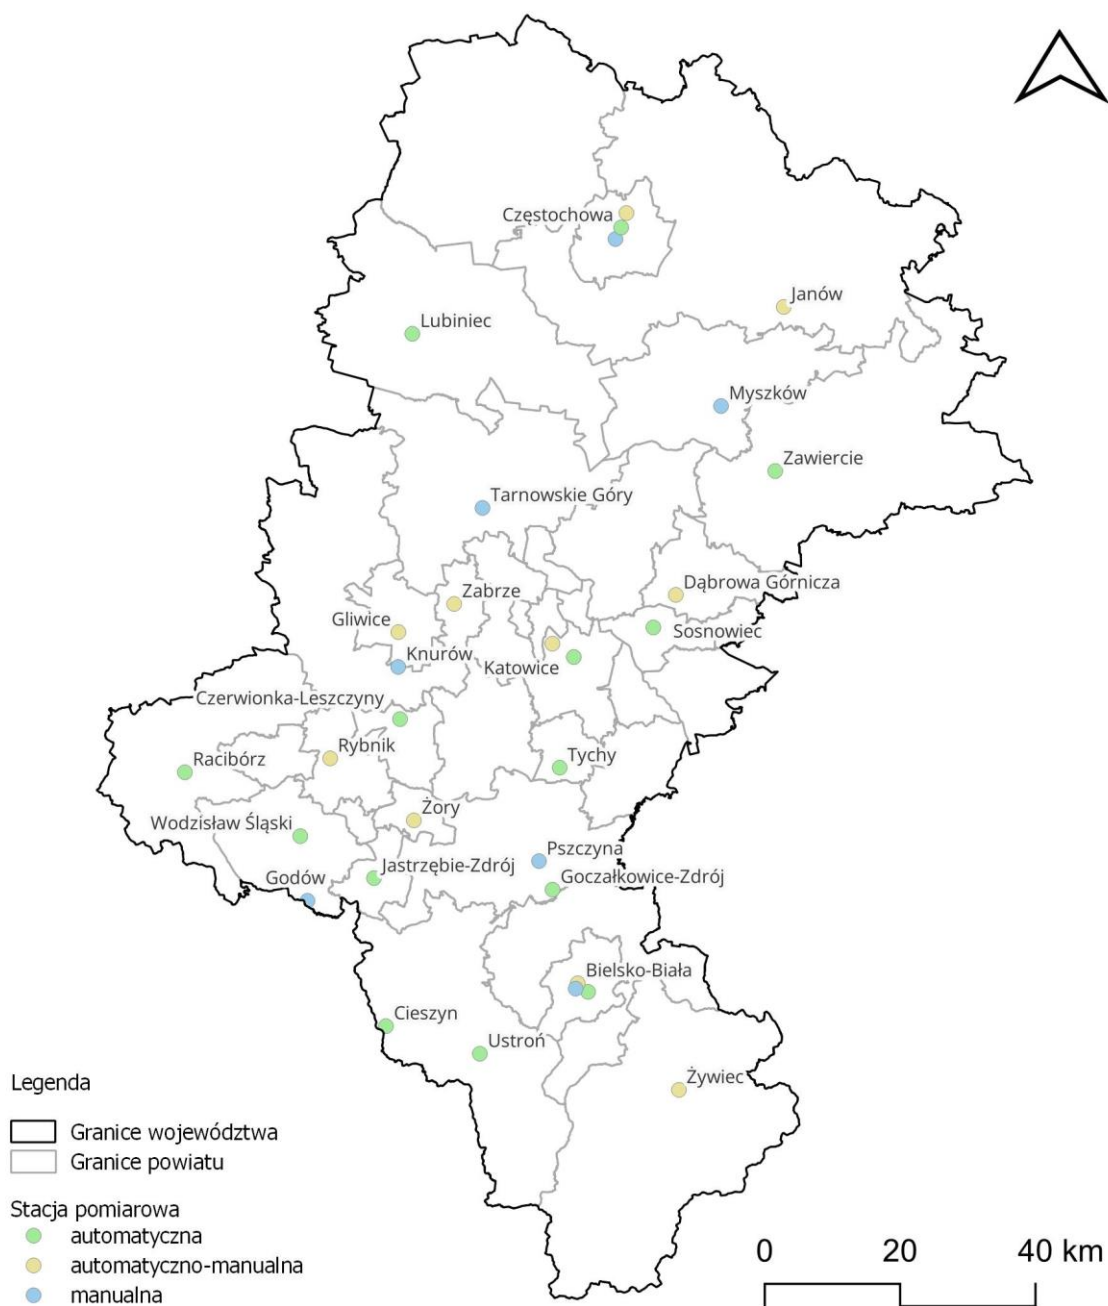 Częstochowa
Janów
Lubiniec
Myszków
Zawiercie
Tarnowskie Góry
Dąbrowa Górnicza
Zabrze
Gliwice
Sosnowiec
Knurów
Katowice
Czerwionka-Leszczyny
Rybnik
Racibórz
Tychy
Żory
Wodzisław Śląski
Pszczyna
Jastrzębie-Zdrój
Godów
Goczałkowice-Zdrój
Bielsko-Biała
Cieszyn
Ustroń
Żywiec
Legenda
Granice województwa
Granice powiatu
Stacja pomiarowa
automatyczna
automatyczno-manualna
manualna
0 20 40 km